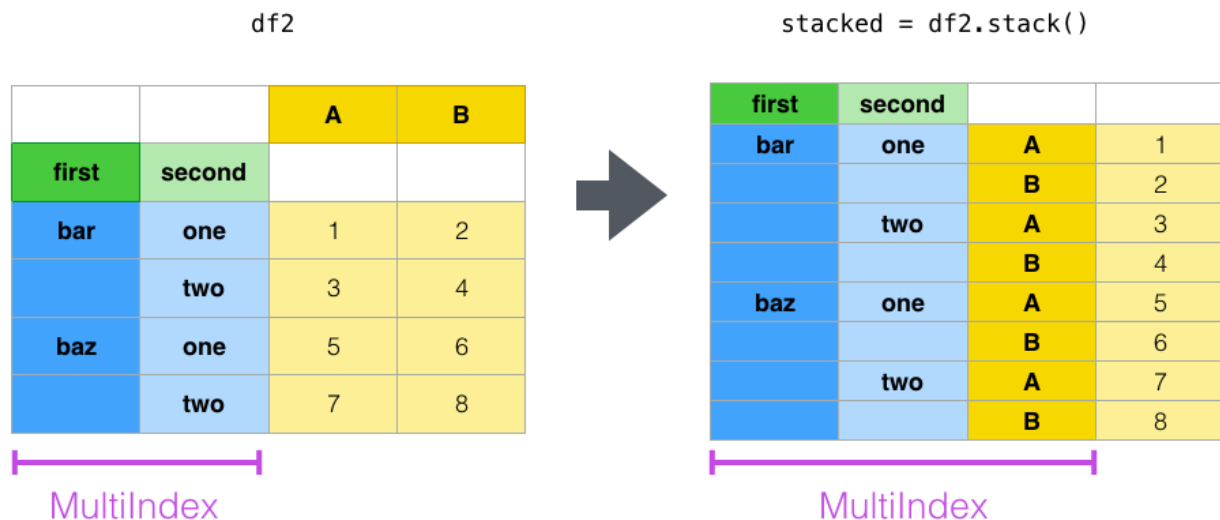 df2
stacked = df2.stack()
A B
first second
bar one 1 2
two 3 4
baz one 5 6
two 7 8
MultiIndex
first second
bar one A 1
B 2
two A 3
B 4
baz one A 5
B 6
two A 7
B 8
MultiIndex